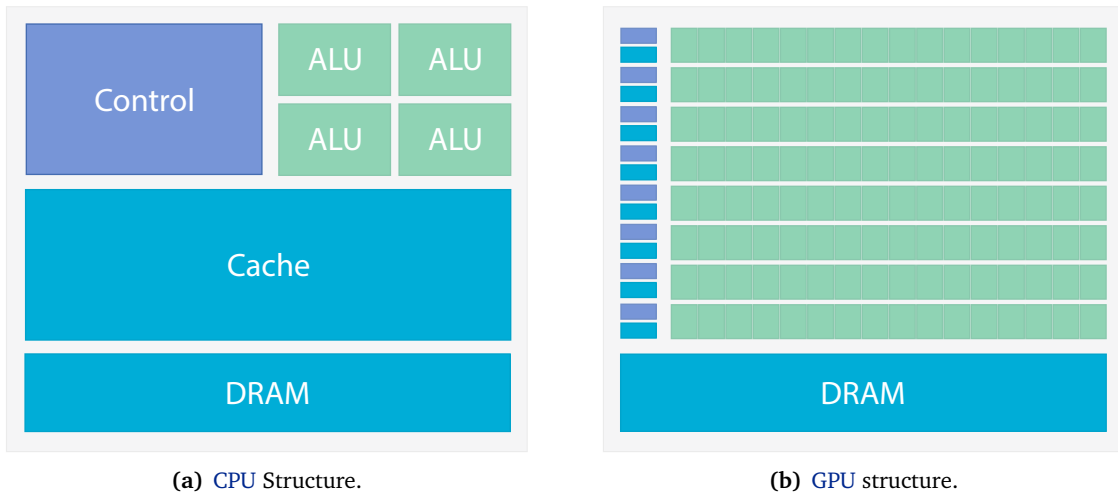 Control
ALU
ALU
ALU
ALU
Cache
DRAM
(a) CPU Structure.
DRAM
(b) GPU structure.